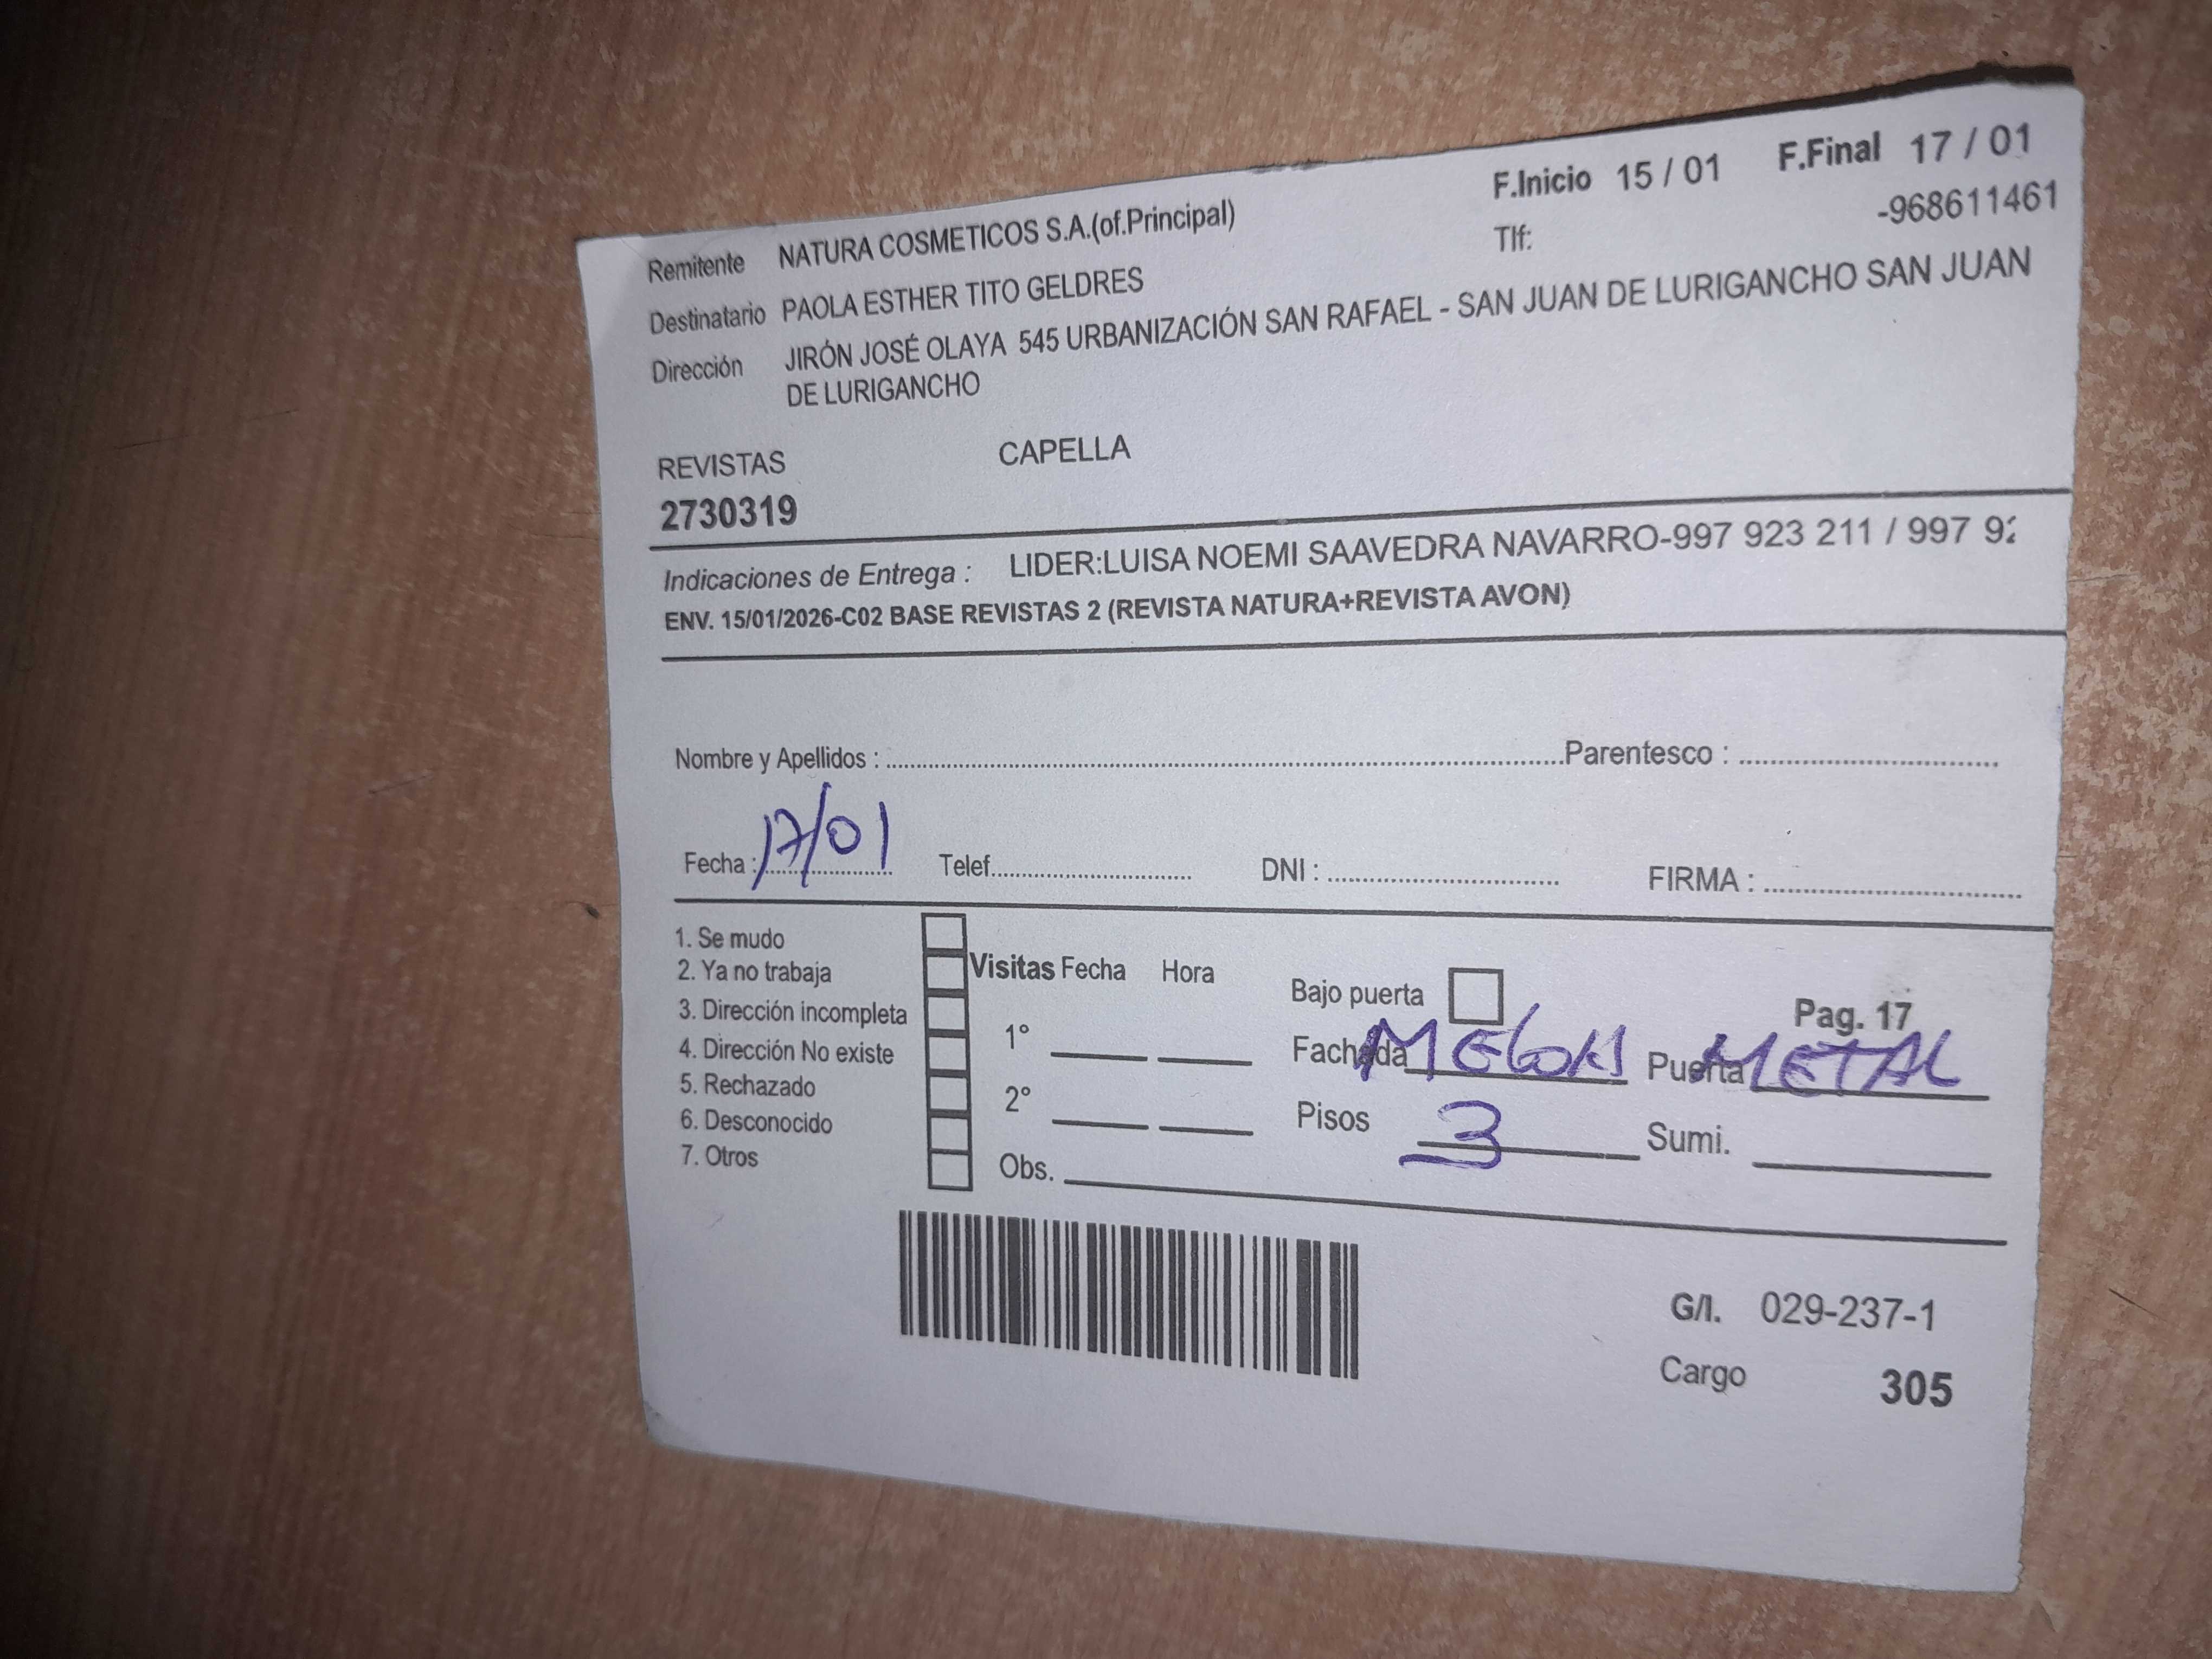 F.Inicio 15 / 01 F.Final 17 / 01
Remitente NATURA COSMETICOS S.A.(of.Principal) Tlf: -968611461
Destinatario PAOLA ESTHER TITO GELDRES
Dirección JIRÓN JOSÉ OLAYA 545 URBANIZACIÓN SAN RAFAEL - SAN JUAN DE LURIGANCHO SAN JUAN
DE LURIGANCHO
REVISTAS CAPELLA
2730319
Indicaciones de Entrega : LIDER:LUISA NOEMI SAAVEDRA NAVARRO-997 923 211 / 997 92
ENV. 15/01/2026-C02 BASE REVISTAS 2 (REVISTA NATURA+REVISTA AVON)
Nombre y Apellidos : Parentesco :
Fecha : 17/01 Telef. DNI : FIRMA :
1. Se mudo
2. Ya no trabaja Visitas Fecha Hora Bajo puerta
3. Dirección incompleta 1° Pag. 17
4. Dirección No existe Fachada Puerta METAL
5. Rechazado 2°
6. Desconocido Pisos 3 Sumi.
7. Otros Obs.
G/I. 029-237-1
Cargo 305